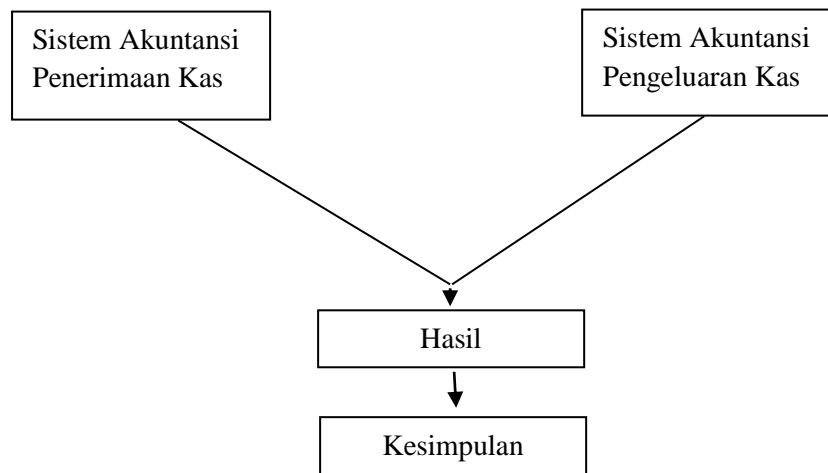 Sistem Akuntansi
Penerimaan Kas
Sistem Akuntansi
Pengeluaran Kas
Hasil
Kesimpulan